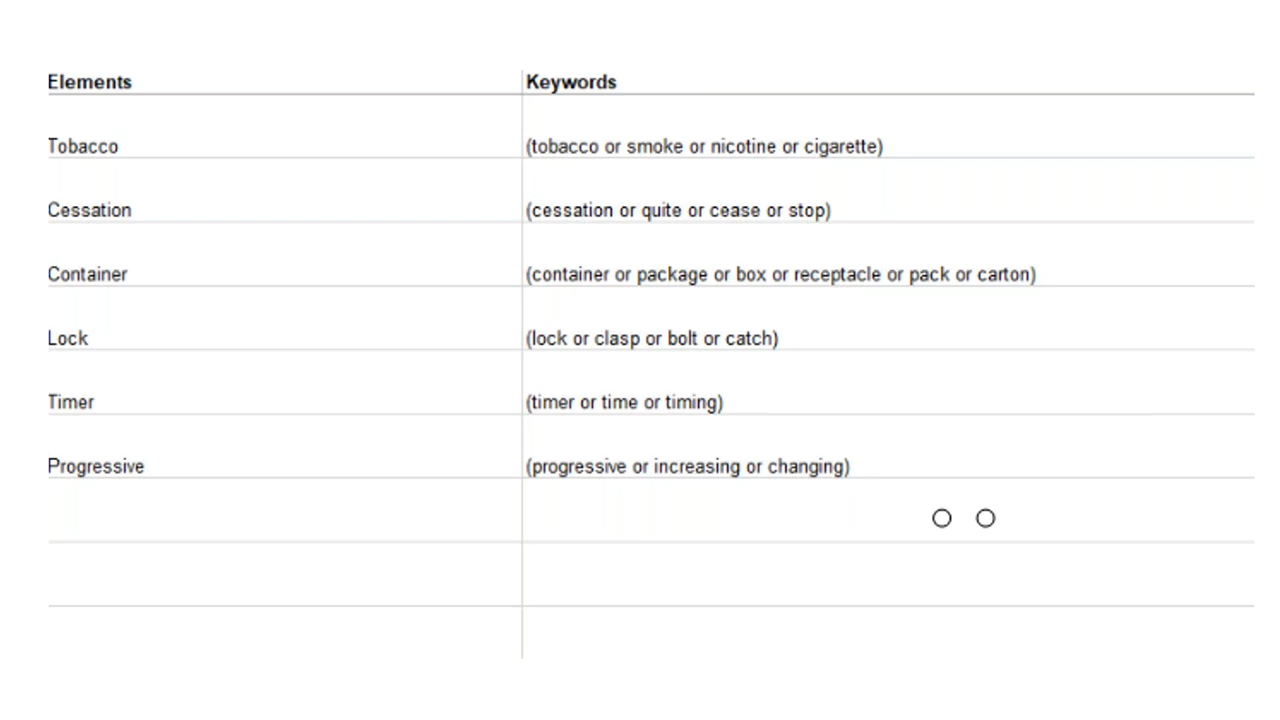 Elements Keywords
Tobacco (tobacco or smoke or nicotine or cigarette)
Cessation (cessation or quite or cease or stop)
Container (container or package or box or receptacle or pack or carton)
Lock (lock or clasp or bolt or catch)
Timer (timer or time or timing)
Progressive (progressive or increasing or changing)